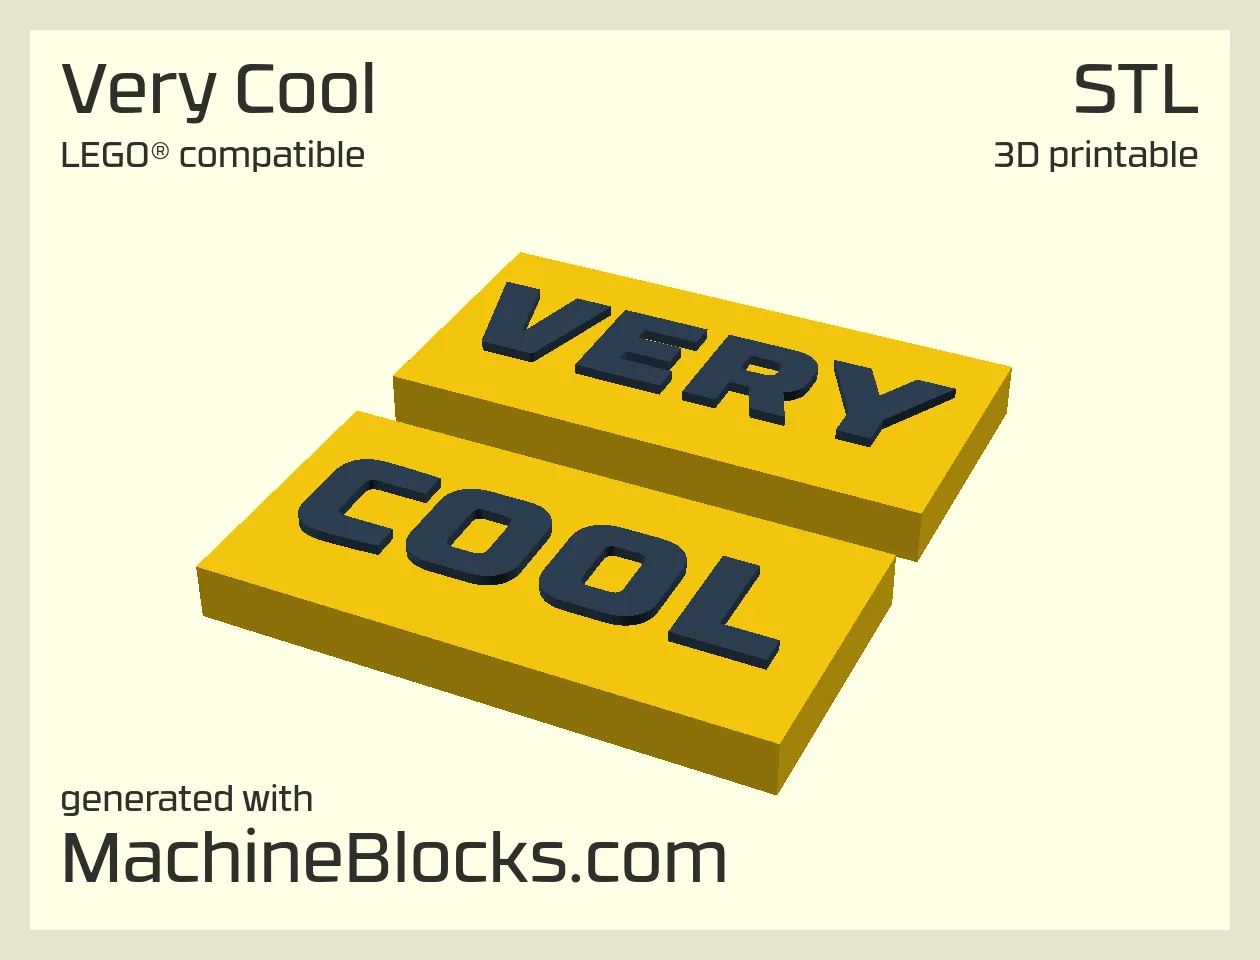 Very Cool
LEGO® compatible
STL
3D printable
VERY
COOL
generated with
MachineBlocks.com